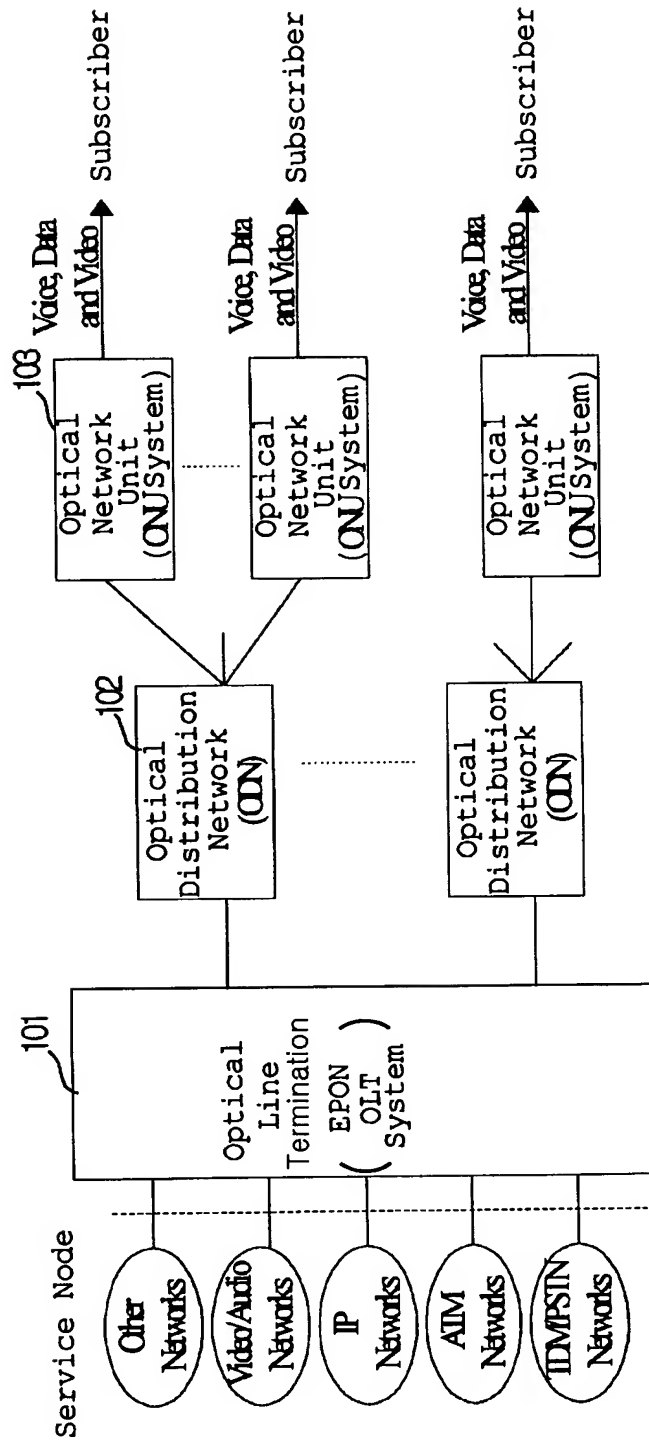 Service Node
Other
Networks
Video/Audio
Networks
IP
Networks
ATM
Networks
TDM/PSTN
Networks
101
Optical
Line
Termination
(EPON
OLT
System)
102
Optical
Distribution
Network
(ODN)
Optical
Distribution
Network
(ODN)
103
Optical
Network
Unit
(ONU System)
Optical
Network
Unit
(ONU System)
Optical
Network
Unit
(ONU System)
Voice, Data
and Video
Subscriber
Voice, Data
and Video
Subscriber
Voice, Data
and Video
Subscriber